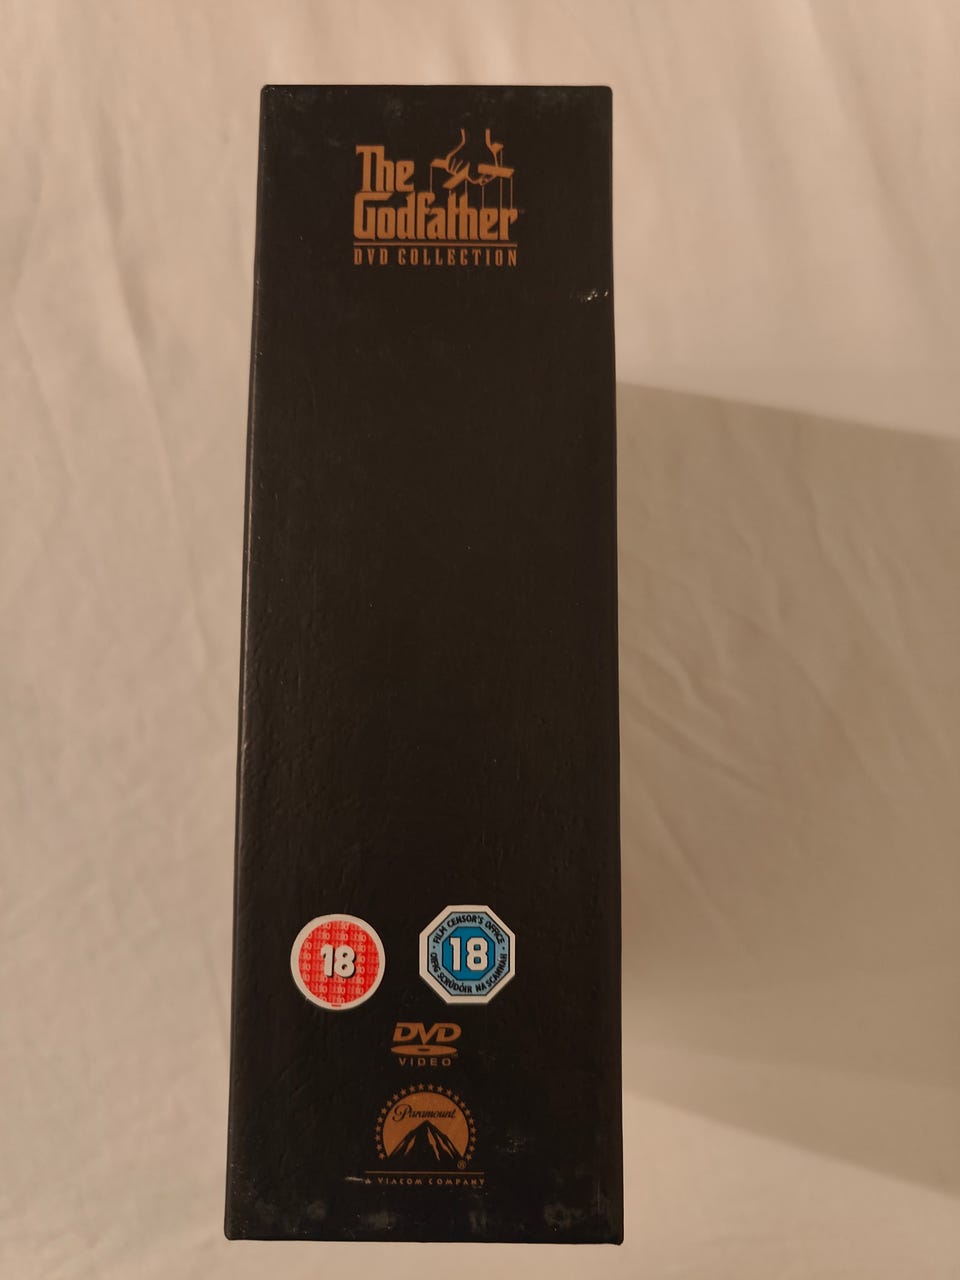 The
Godfather
DVD COLLECTION
18
FILM CENSOR'S OFFICE
18
OIFIG SCRÚDÓIR NA SCANNÁN
DVD
VIDEO
Paramount
®
A VIACOM COMPANY